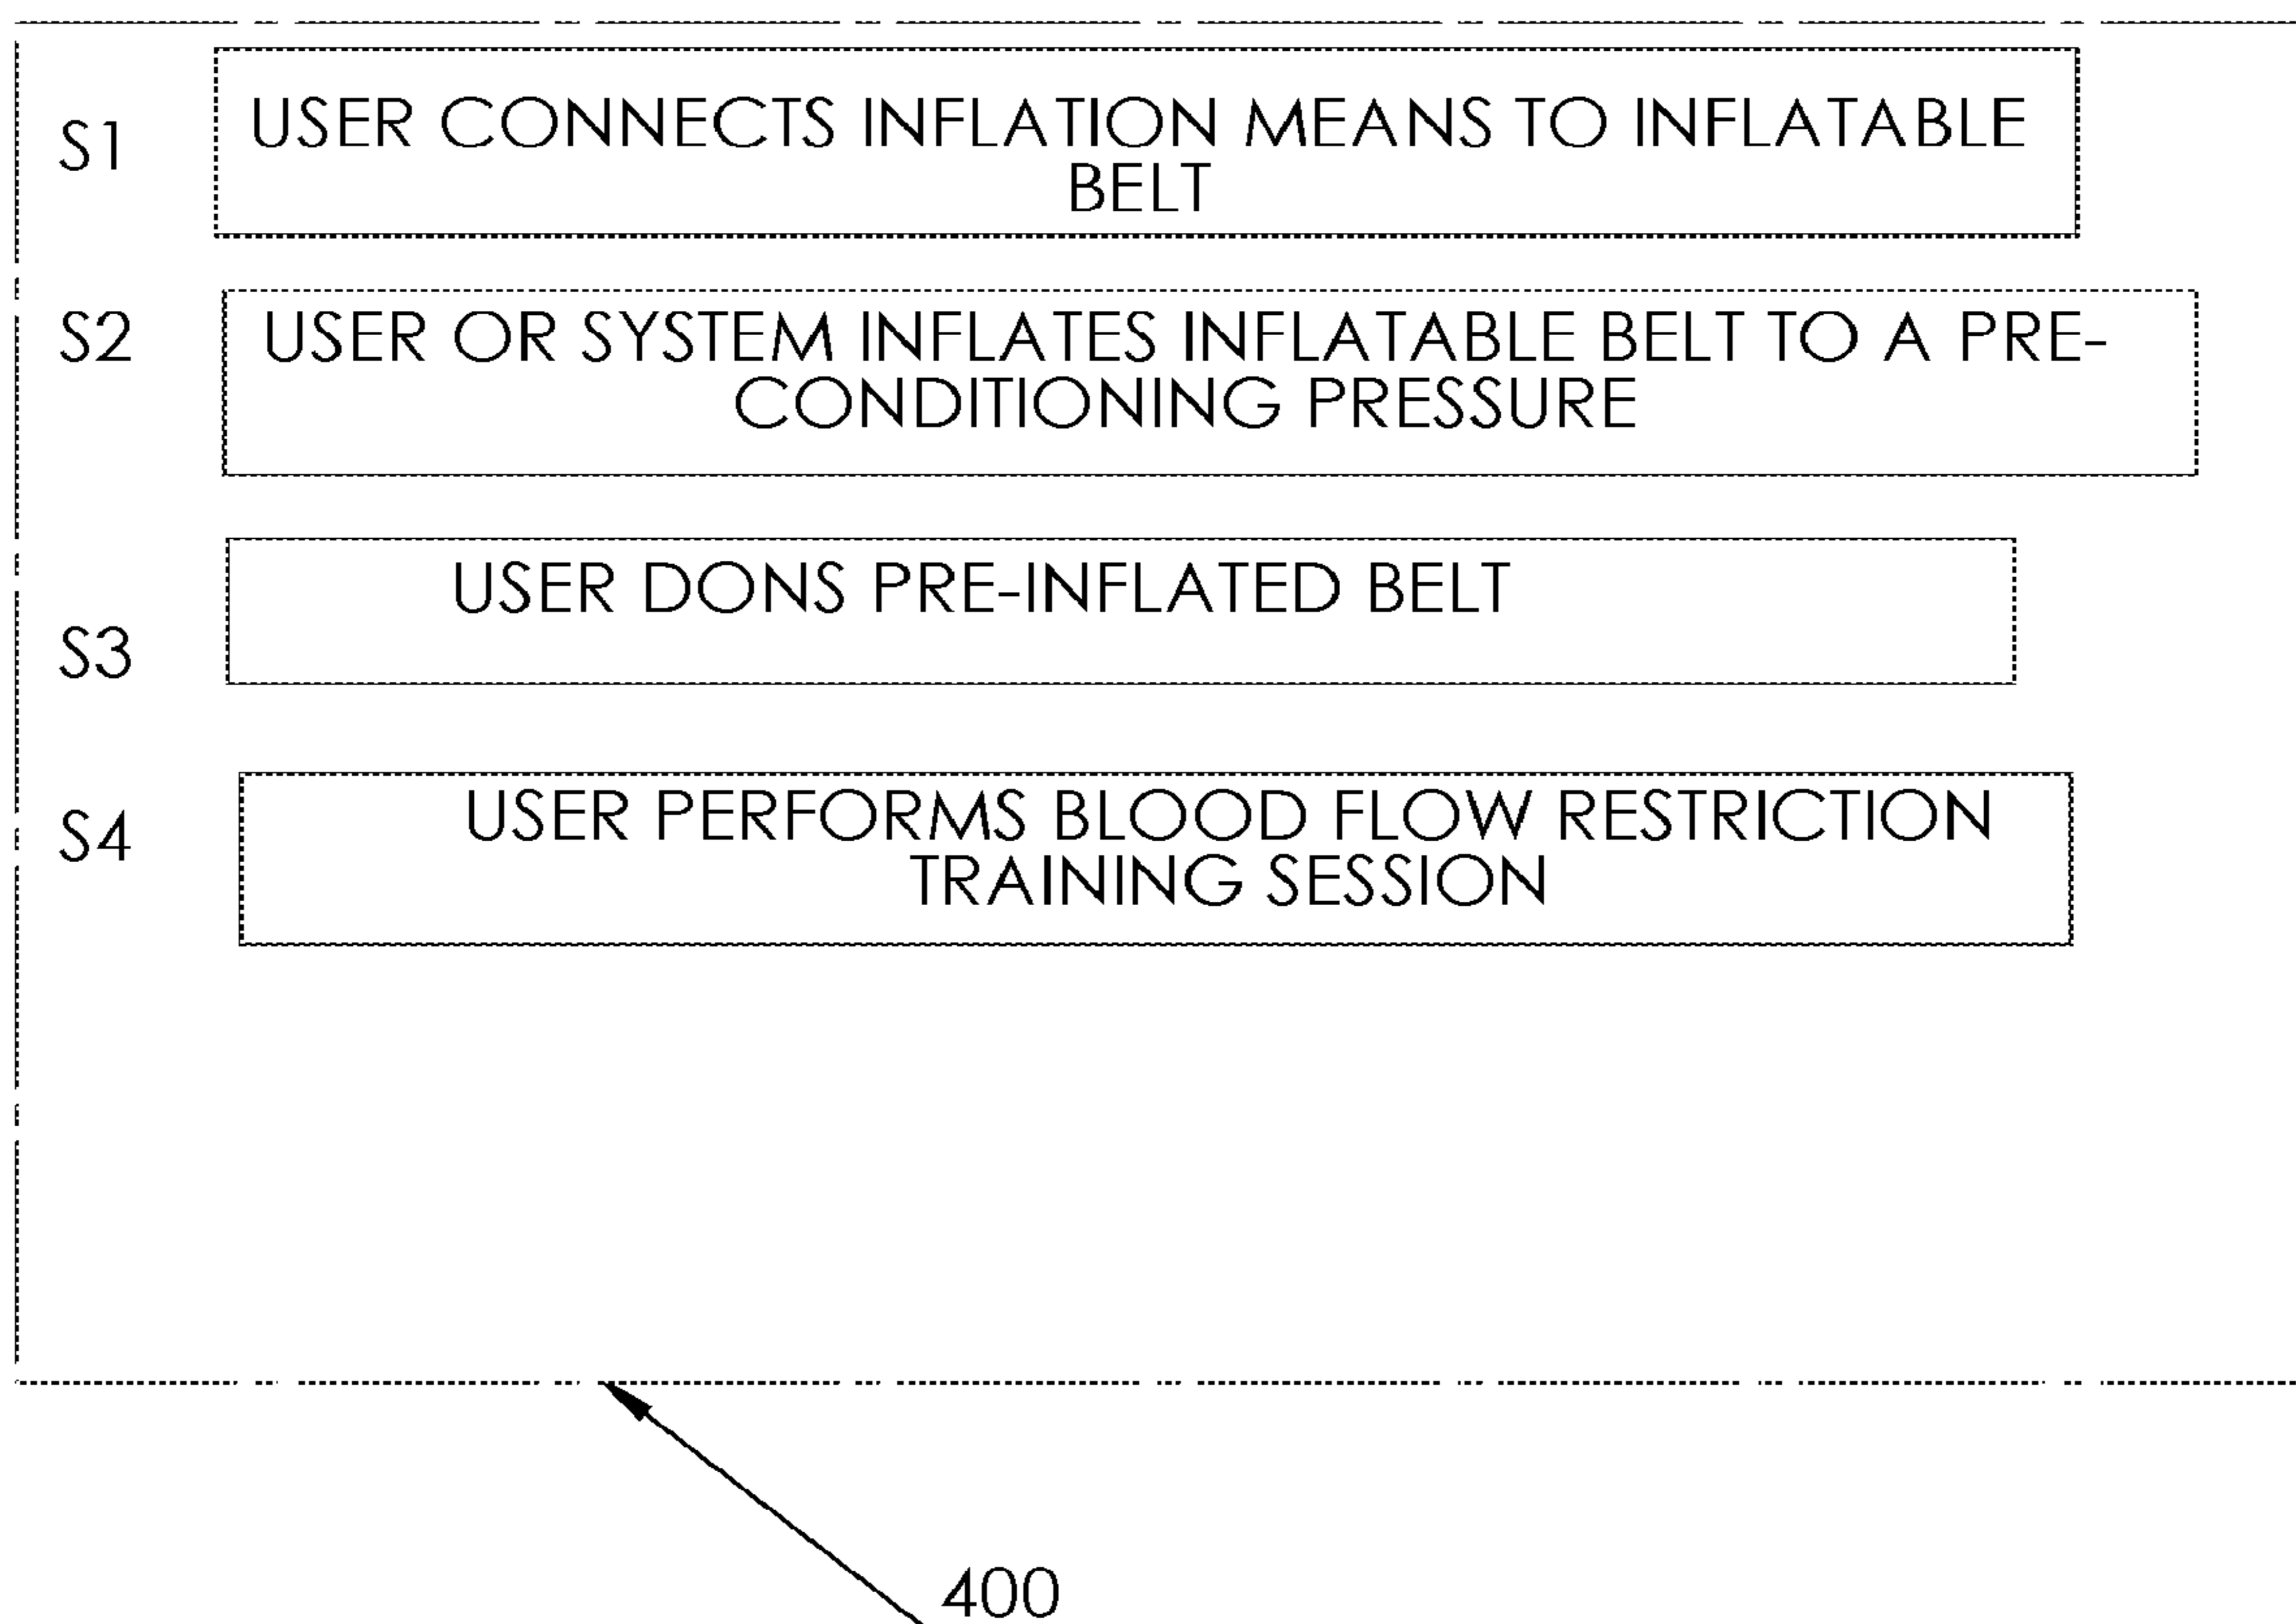 S1
USER CONNECTS INFLATION MEANS TO INFLATABLE
BELT
S2
USER OR SYSTEM INFLATES INFLATABLE BELT TO A PRE-
CONDITIONING PRESSURE
USER DONS PRE-INFLATED BELT
S3
S4
USER PERFORMS BLOOD FLOW RESTRICTION
TRAINING SESSION
400